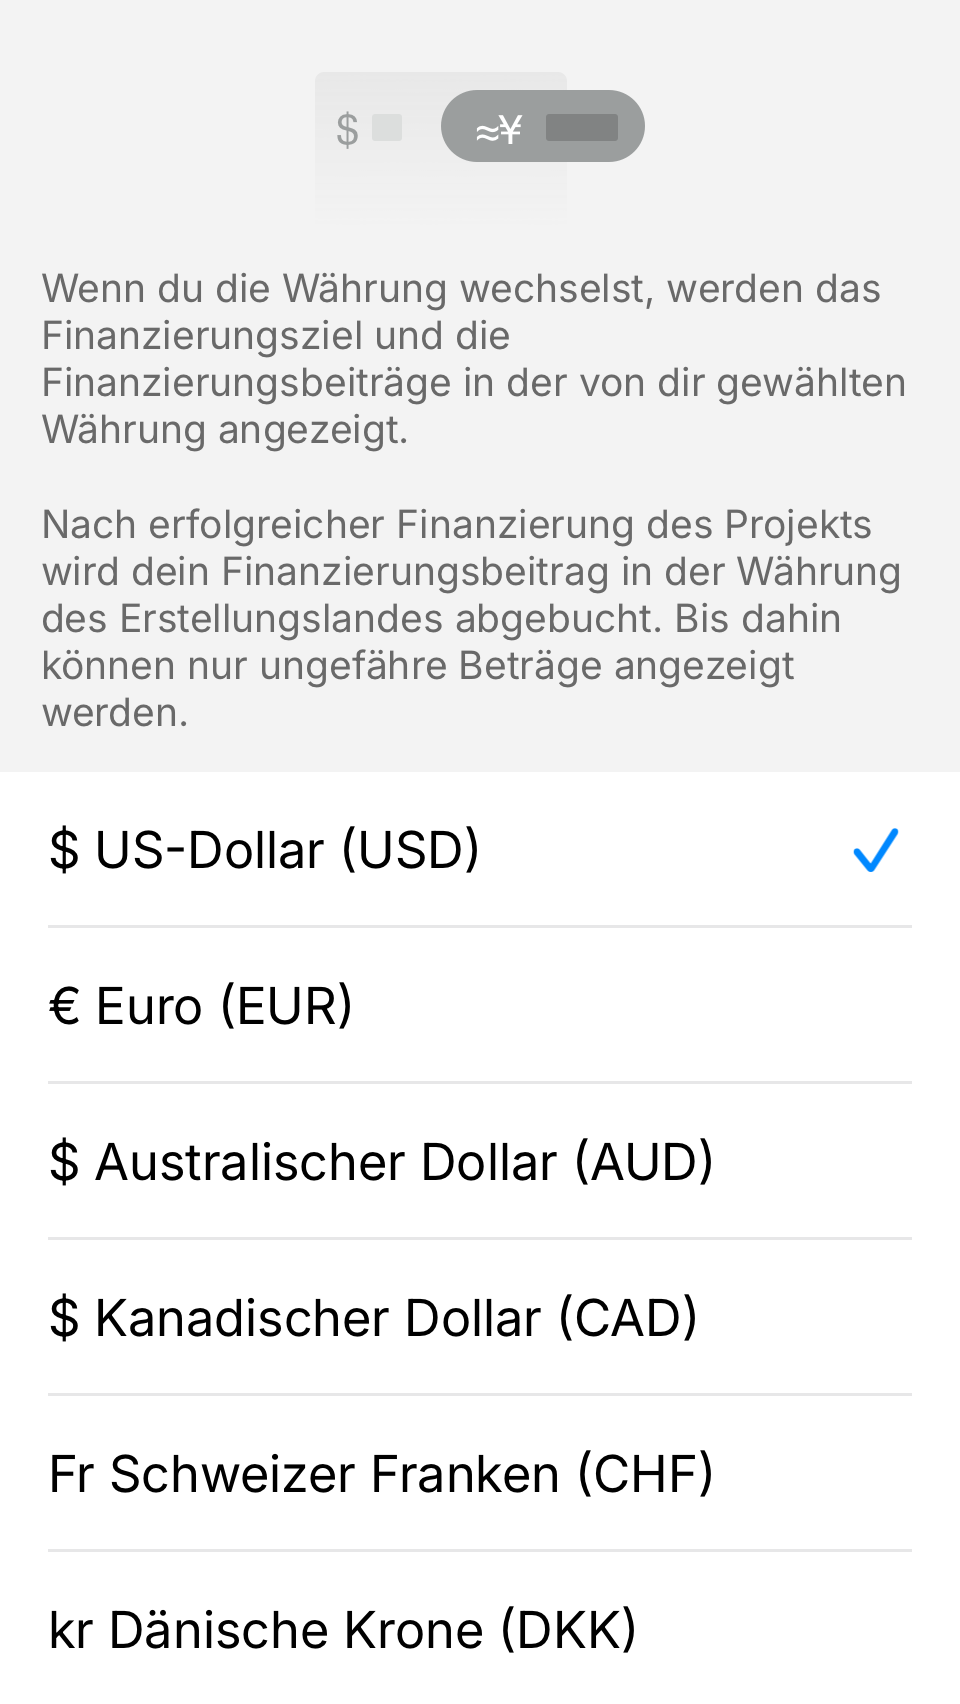 $ ≈¥
Wenn du die Währung wechselst, werden das
Finanzierungsziel und die
Finanzierungsbeiträge in der von dir gewählten
Währung angezeigt.
Nach erfolgreicher Finanzierung des Projekts
wird dein Finanzierungsbeitrag in der Währung
des Erstellungslandes abgebucht. Bis dahin
können nur ungefähre Beträge angezeigt
werden.
$ US-Dollar (USD)
€ Euro (EUR)
$ Australischer Dollar (AUD)
$ Kanadischer Dollar (CAD)
Fr Schweizer Franken (CHF)
kr Dänische Krone (DKK)